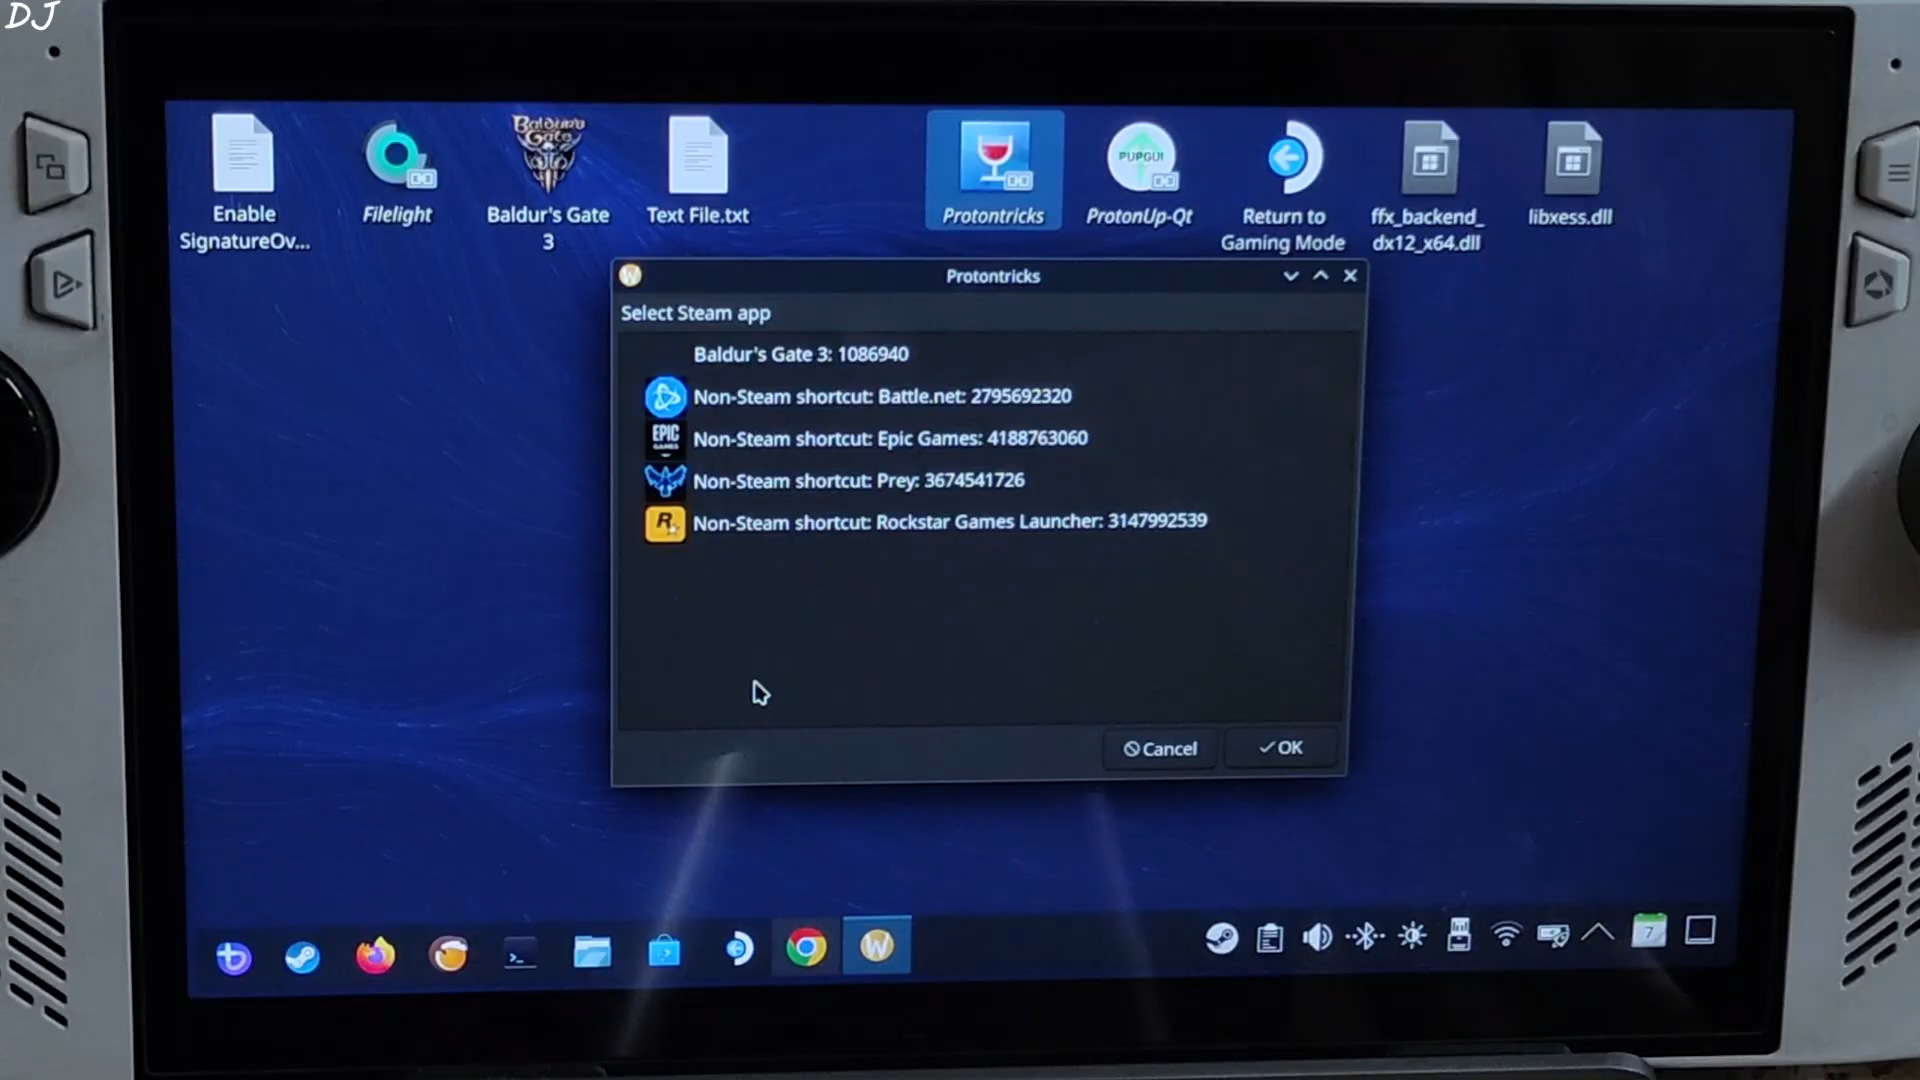 DJ
Enable
SignatureOv...
Filelight
Baldur's
Gate
Baldur's Gate
3
Text File.txt
Protontricks
PUPGUI
ProtonUp-Qt
Return to
Gaming Mode
ffx_backend_
dx12_x64.dll
libxess.dll
W
Protontricks
Select Steam app
Baldur's Gate 3: 1086940
Non-Steam shortcut: Battle.net: 2795692320
EPIC
GAMES
Non-Steam shortcut: Epic Games: 4188763060
Non-Steam shortcut: Prey: 3674541726
R
Non-Steam shortcut: Rockstar Games Launcher: 3147992539
Cancel
OK
>_
W
7